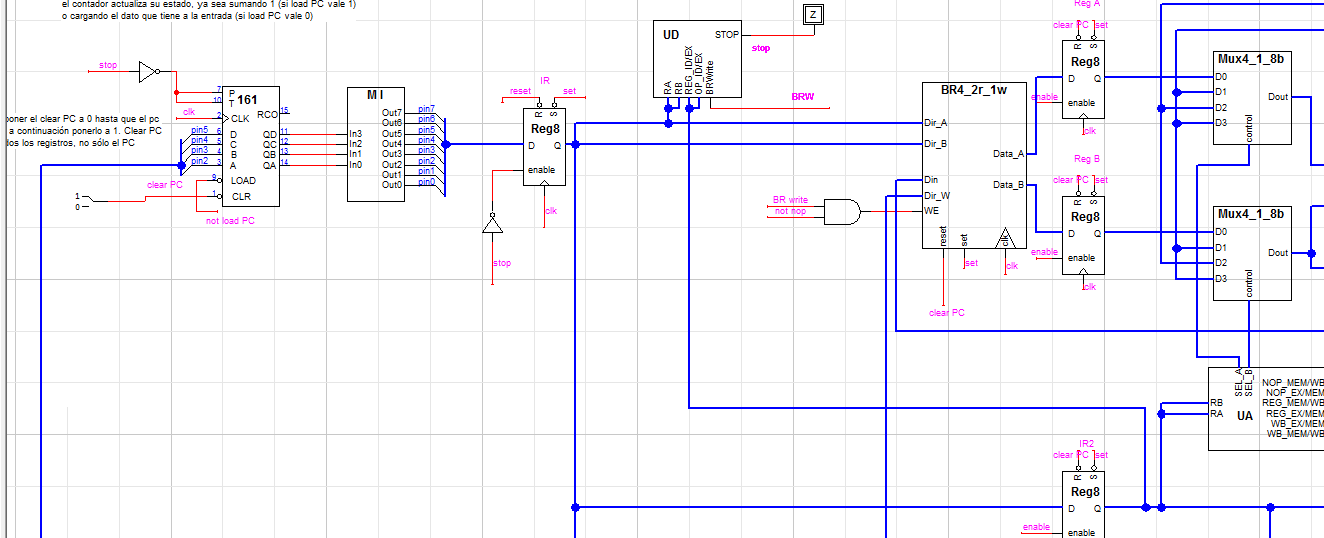 el contador actualiza su estado, ya sea sumando 1 (si load PC vale 1)
o cargando el dato que tiene a la entrada (si load PC vale 0)
stop
7
P
10
T
161
RCO
15
clk
2
CLK
poner el clear PC a 0 hasta que el pc
a continuación ponerlo a 1. Clear PC
dos los registros, no sólo el PC
pin5
6
D
QD
11
pin4
5
C
QC
12
pin3
4
B
QB
13
pin2
3
A
QA
14
clear PC
9
LOAD
1
0
1
CLR
not load PC
MI
In3
In2
In1
In0
Out7
Out6
Out5
Out4
Out3
Out2
Out1
Out0
pin7
pin6
pin5
pin4
pin3
pin2
pin1
pin0
IR
reset
set
R
S
Reg8
D
Q
enable
clk
stop
UD
STOP
RA
RB
REG_ID/EX
OP_ID/EX
BRWrite
Z
stop
BRW
BR write
not nop
BR4_2r_1w
Dir_A
Dir_B
Data_A
Din
Data_B
Dir_W
WE
reset
set
clk
set
clk
clear PC
Reg A
clear PC
set
R
S
Reg8
D
Q
enable
enable
clk
Reg B
clear PC
set
R
S
Reg8
D
Q
enable
enable
clk
Mux4_1_8b
D0
D1
D2
D3
Dout
control
Mux4_1_8b
D0
D1
D2
D3
Dout
control
SEL_A
SEL_B
RB
RA
UA
NOP_MEM/WB
NOP_EX/MEM
REG_MEM/WB
REG_EX/MEM
WB_EX/MEM
WB_MEM/WB
IR2
clear PC
set
R
S
Reg8
D
Q
enable
enable